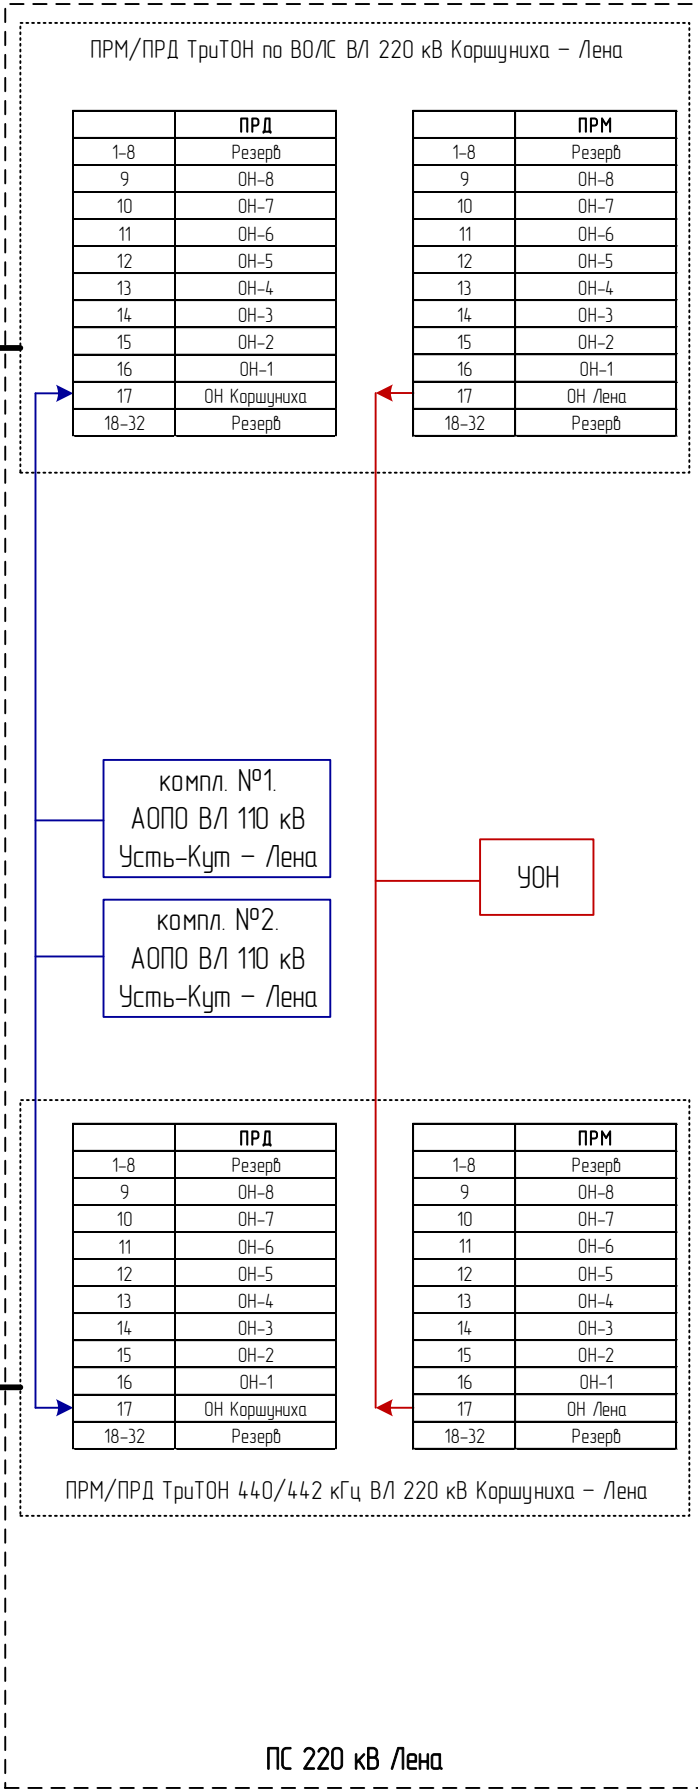 ПРМ/ПРД ТриТОН по ВОЛС ВЛ 220 кВ Коршуниха – Лена
ПРД
1–8 Резерв
9 ОН–8
10 ОН–7
11 ОН–6
12 ОН–5
13 ОН–4
14 ОН–3
15 ОН–2
16 ОН–1
17 ОН Коршуниха
18–32 Резерв
ПРМ
1–8 Резерв
9 ОН–8
10 ОН–7
11 ОН–6
12 ОН–5
13 ОН–4
14 ОН–3
15 ОН–2
16 ОН–1
17 ОН Лена
18–32 Резерв
компл. №1.
АОПО ВЛ 110 кВ
Усть–Кут – Лена
УОН
компл. №2.
АОПО ВЛ 110 кВ
Усть–Кут – Лена
ПРД
1–8 Резерв
9 ОН–8
10 ОН–7
11 ОН–6
12 ОН–5
13 ОН–4
14 ОН–3
15 ОН–2
16 ОН–1
17 ОН Коршуниха
18–32 Резерв
ПРМ
1–8 Резерв
9 ОН–8
10 ОН–7
11 ОН–6
12 ОН–5
13 ОН–4
14 ОН–3
15 ОН–2
16 ОН–1
17 ОН Лена
18–32 Резерв
ПРМ/ПРД ТриТОН 440/442 кГц ВЛ 220 кВ Коршуниха – Лена
ПС 220 кВ Лена